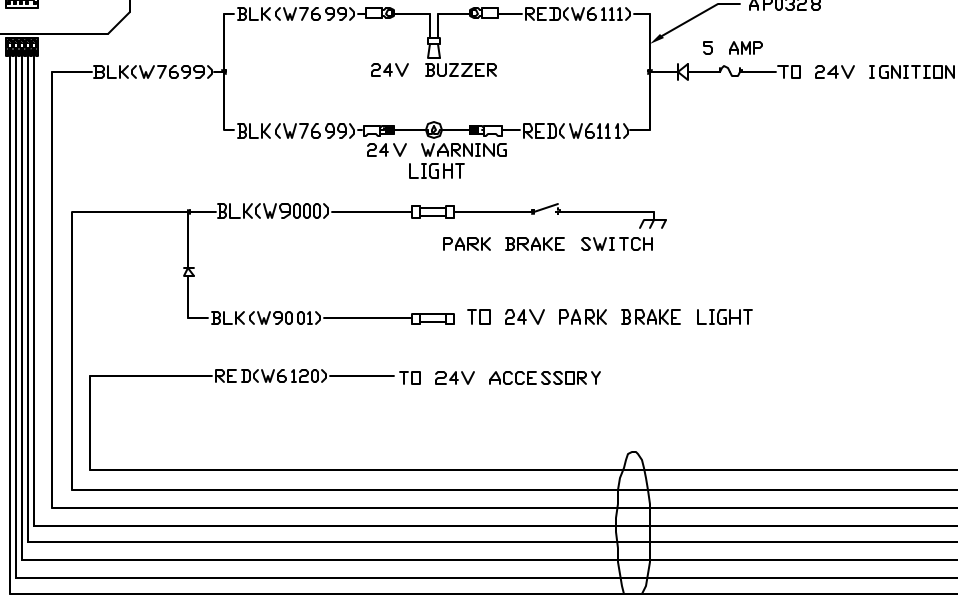 AP0328
BLK(W7699)
RED(W6111)
5 AMP
24V BUZZER
BLK(W7699)
TO 24V IGNITION
BLK(W7699)
RED(W6111)
24V WARNING
LIGHT
BLK(W9000)
PARK BRAKE SWITCH
BLK(W9001)
TO 24V PARK BRAKE LIGHT
RED(W6120)
TO 24V ACCESSORY